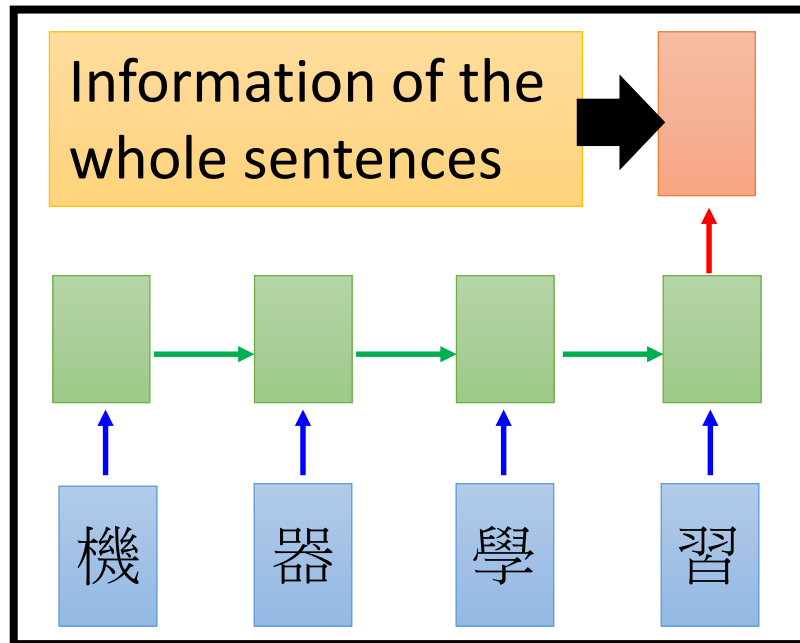 Information of the
whole sentences
機 器 學 習